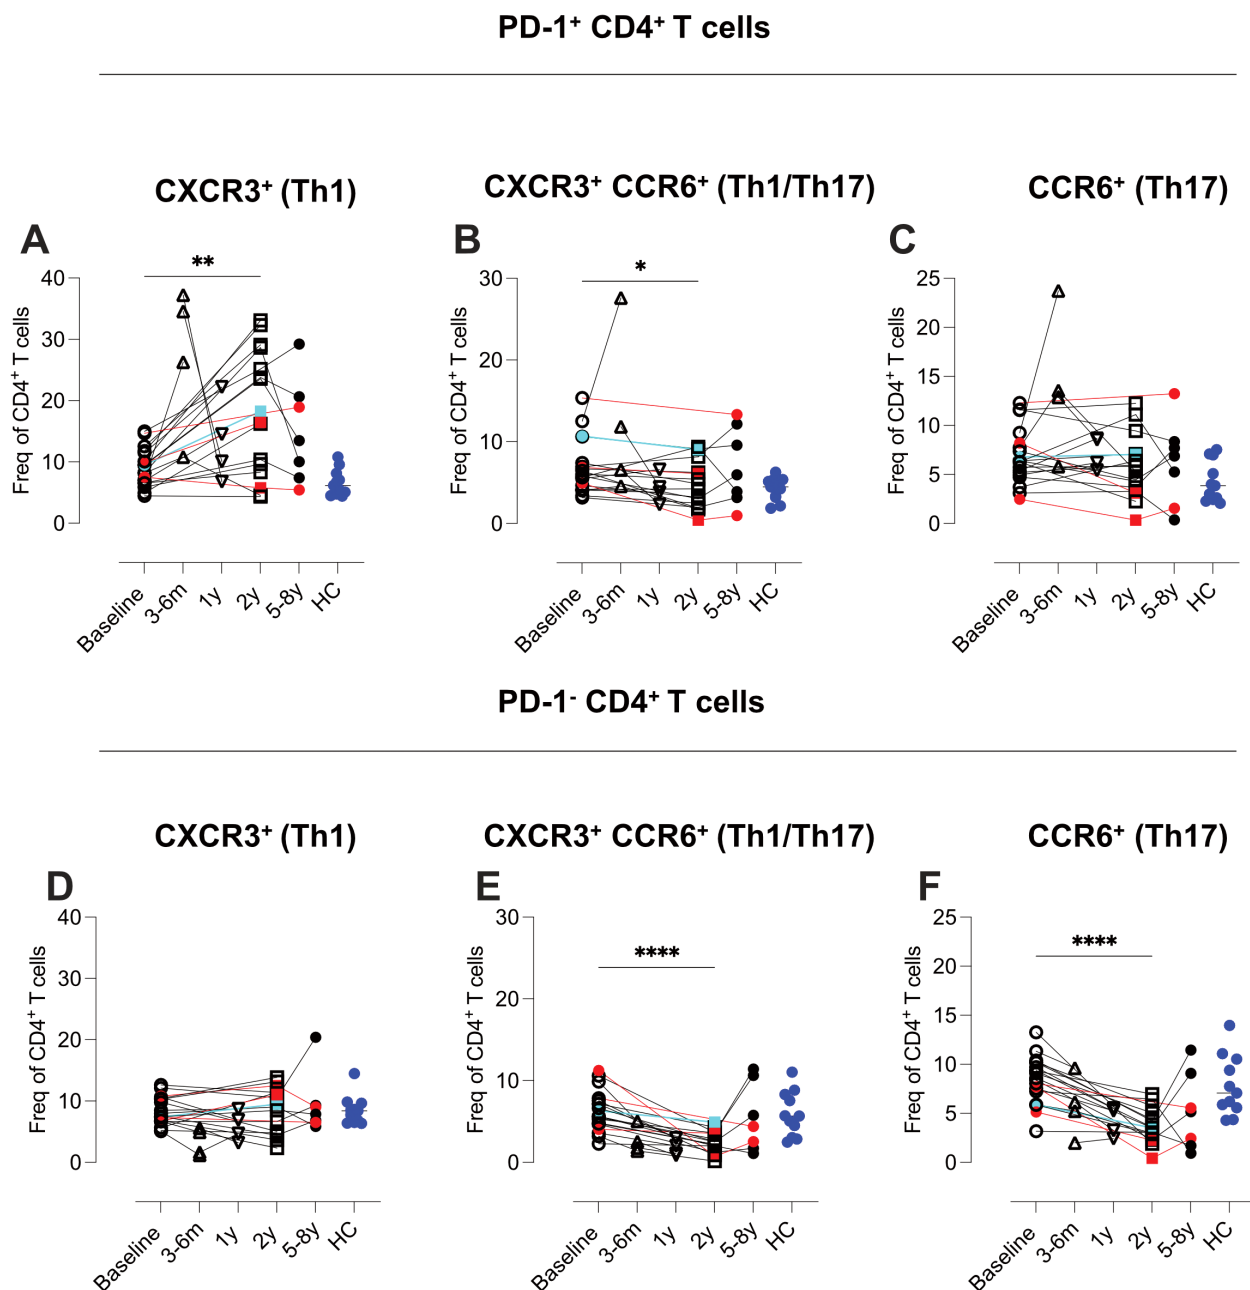 PD-1⁺ CD4⁺ T cells
CXCR3⁺ (Th1)
CXCR3⁺ CCR6⁺ (Th1/Th17)
CCR6⁺ (Th17)
A
**
Freq of CD4⁺ T cells
40
30
20
10
0
Baseline
3-6m
1y
2y
5-8y
HC
B
*
Freq of CD4⁺ T cells
30
20
10
0
Baseline
3-6m
1y
2y
5-8y
HC
C
Freq of CD4⁺ T cells
25
20
15
10
5
0
Baseline
3-6m
1y
2y
5-8y
HC
PD-1⁻ CD4⁺ T cells
CXCR3⁺ (Th1)
CXCR3⁺ CCR6⁺ (Th1/Th17)
CCR6⁺ (Th17)
D
Freq of CD4⁺ T cells
40
30
20
10
0
Baseline
3-6m
1y
2y
5-8y
HC
E
****
Freq of CD4⁺ T cells
30
20
10
0
Baseline
3-6m
1y
2y
5-8y
HC
F
****
Freq of CD4⁺ T cells
25
20
15
10
5
0
Baseline
3-6m
1y
2y
5-8y
HC